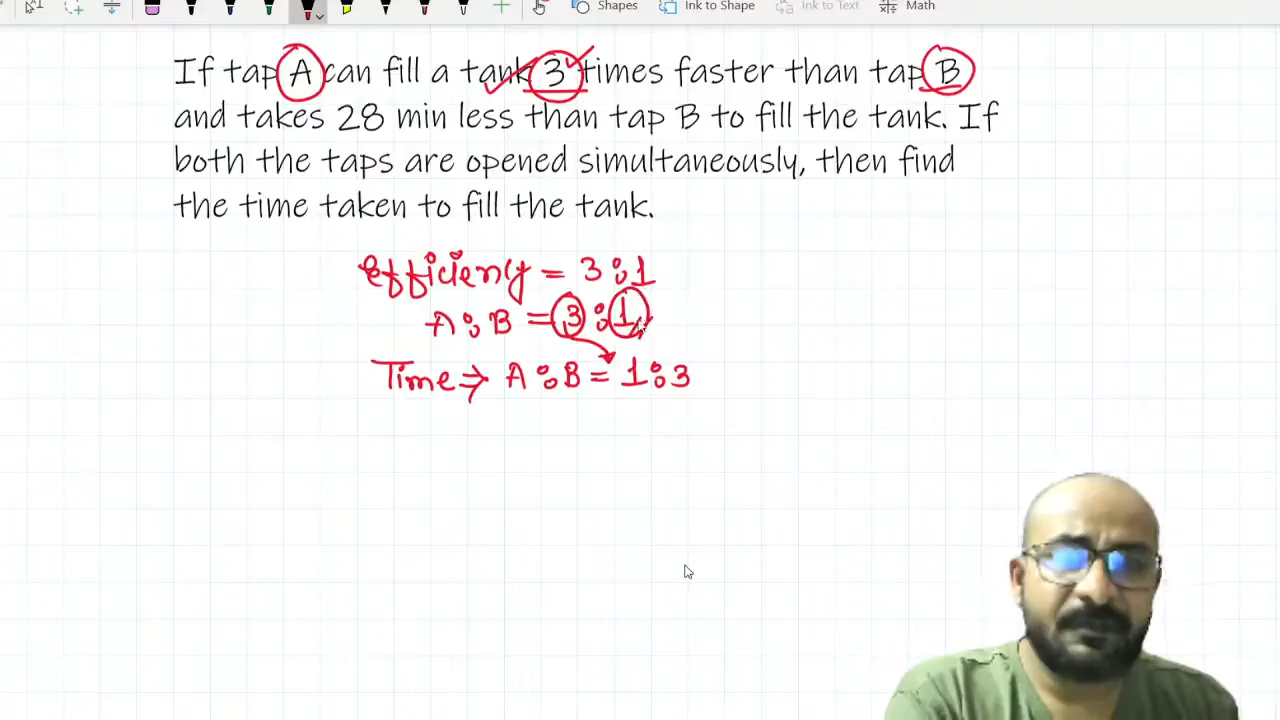 Shapes Ink to Shape Ink to Text Math
If tap A can fill a tank 3 times faster than tap B
and takes 28 min less than tap B to fill the tank. If
both the taps are opened simultaneously, then find
the time taken to fill the tank.
Efficiency = 3:1
A:B = 3:1
Time ⇒ A:B = 1:3